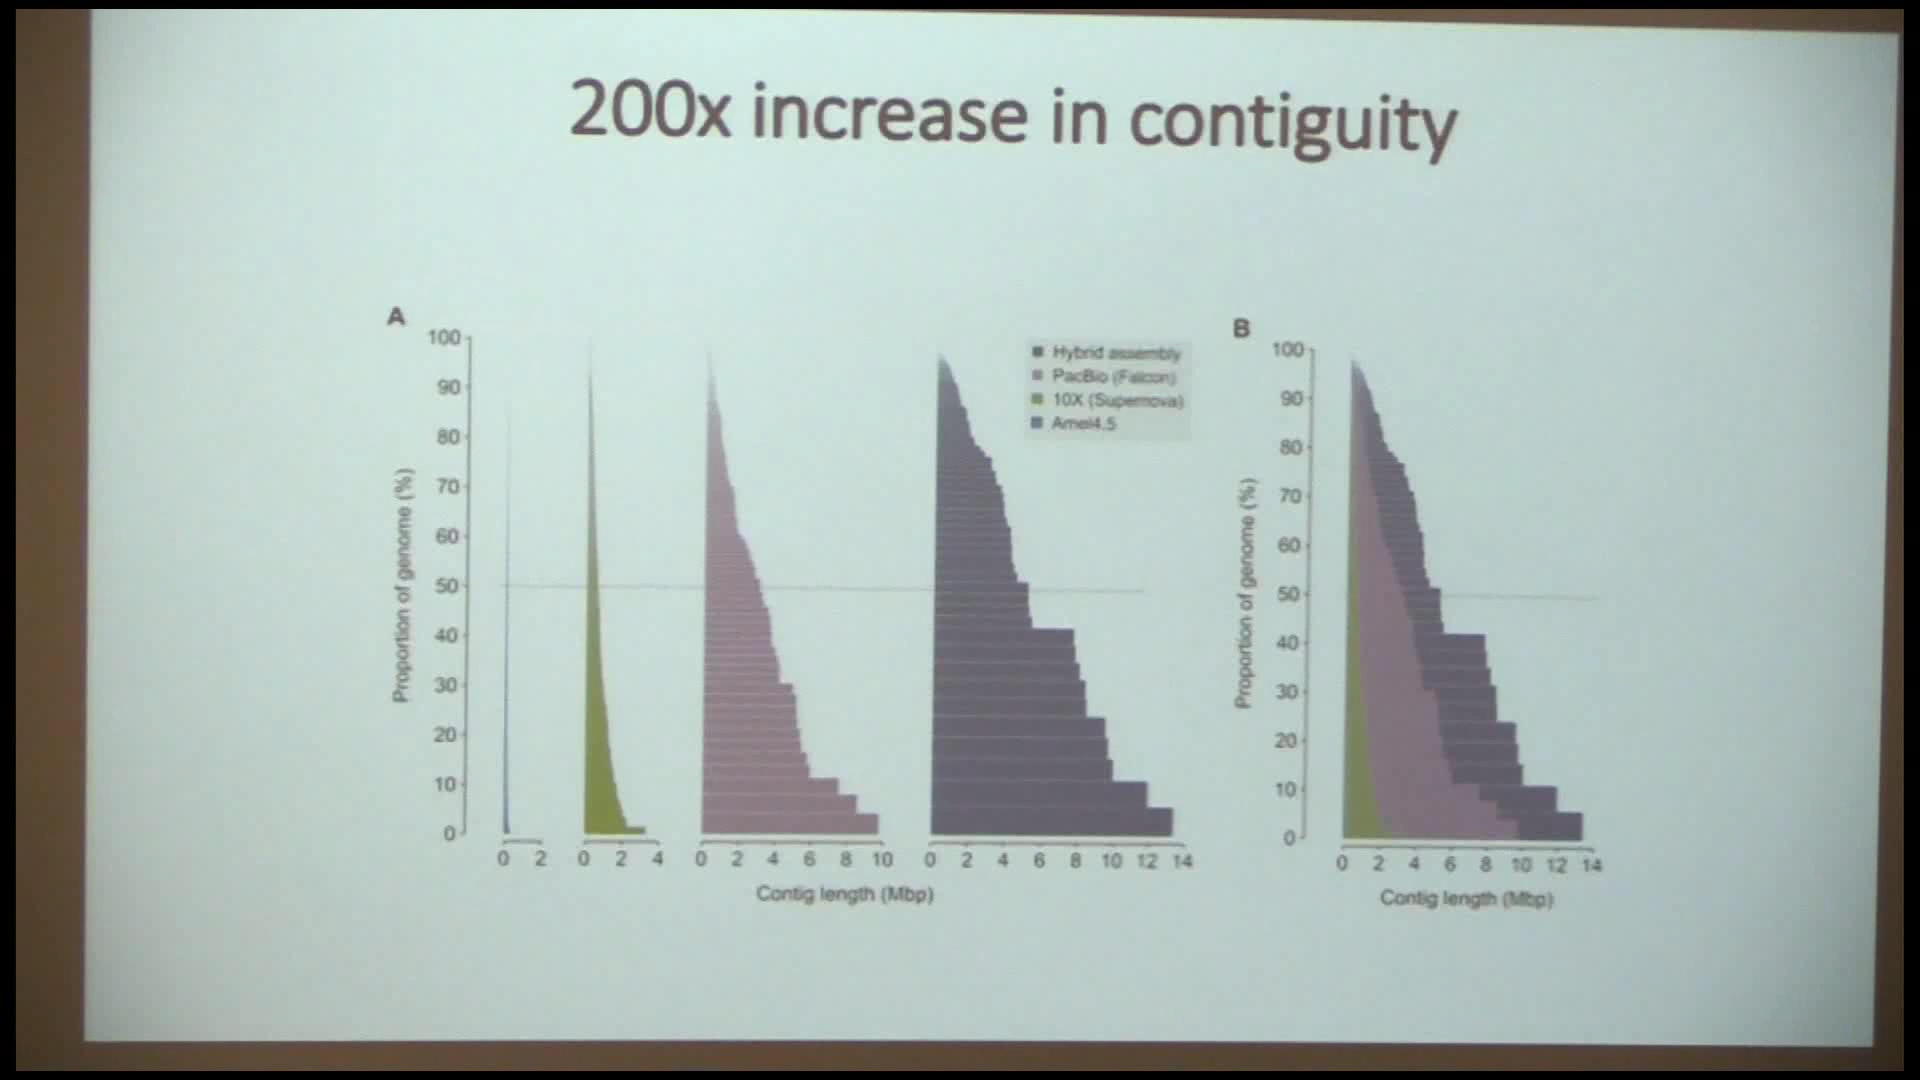 200x increase in contiguity
A
100
90
80
70
60
50
40
30
20
10
0
Proportion of genome (%)
0 2
0 2 4
0 2 4 6 8 10
0 2 4 6 8 10 12 14
Contig length (Mbp)
Hybrid assembly
PacBio (Falcon)
10X (Supernova)
Amel4.5
B
100
90
80
70
60
50
40
30
20
10
0
Proportion of genome (%)
0 2 4 6 8 10 12 14
Contig length (Mbp)